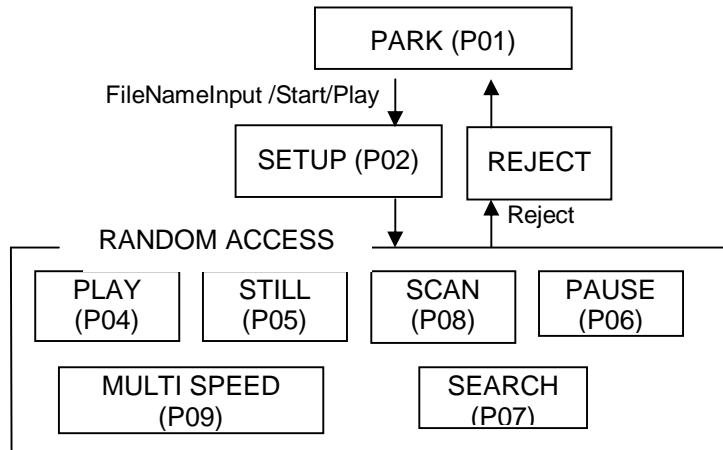 PARK (P01)
FileNameInput /Start/Play
SETUP (P02)
REJECT
Reject
RANDOM ACCESS
PLAY
(P04)
STILL
(P05)
SCAN
(P08)
PAUSE
(P06)
MULTI SPEED
(P09)
SEARCH
(P07)